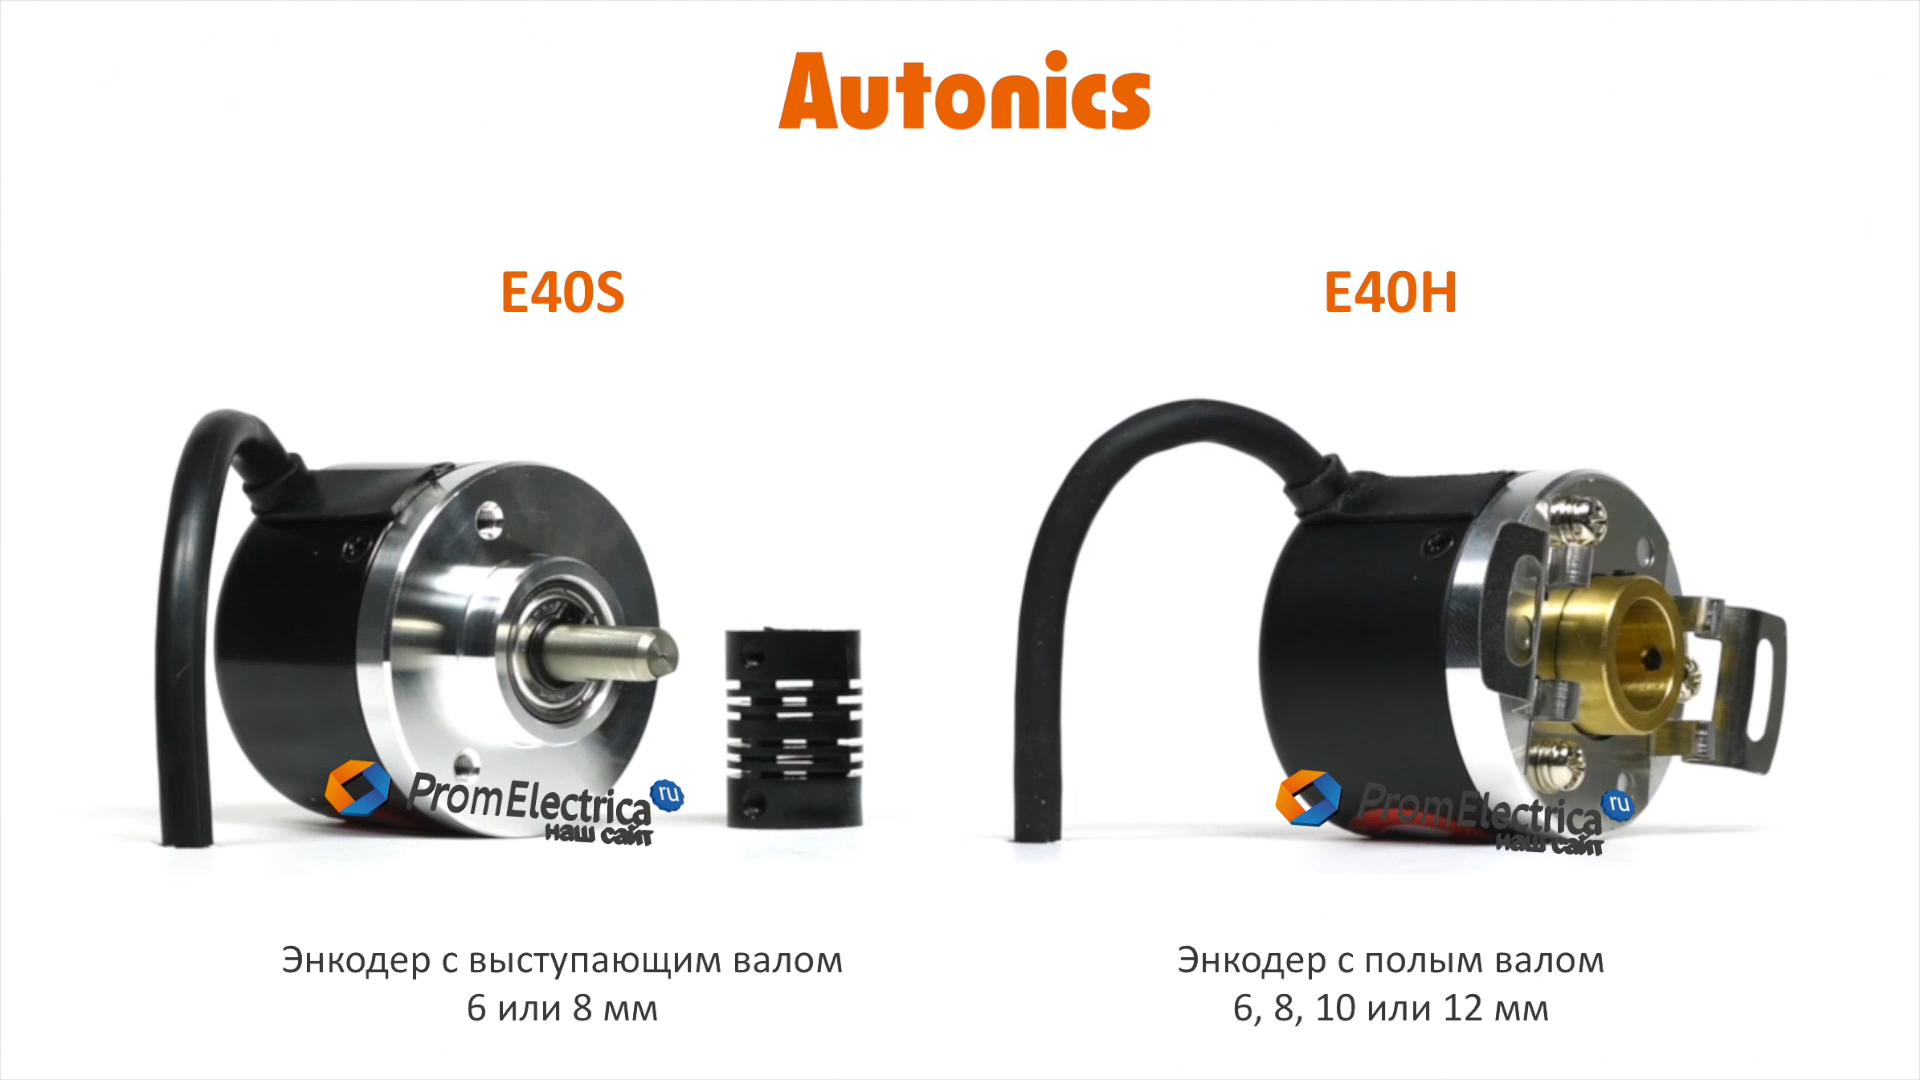 Autonics
E40S
E40H
PromElectrica ru
наш сайт
PromElectrica ru
наш сайт
Энкодер с выступающим валом
6 или 8 мм
Энкодер с полым валом
6, 8, 10 или 12 мм